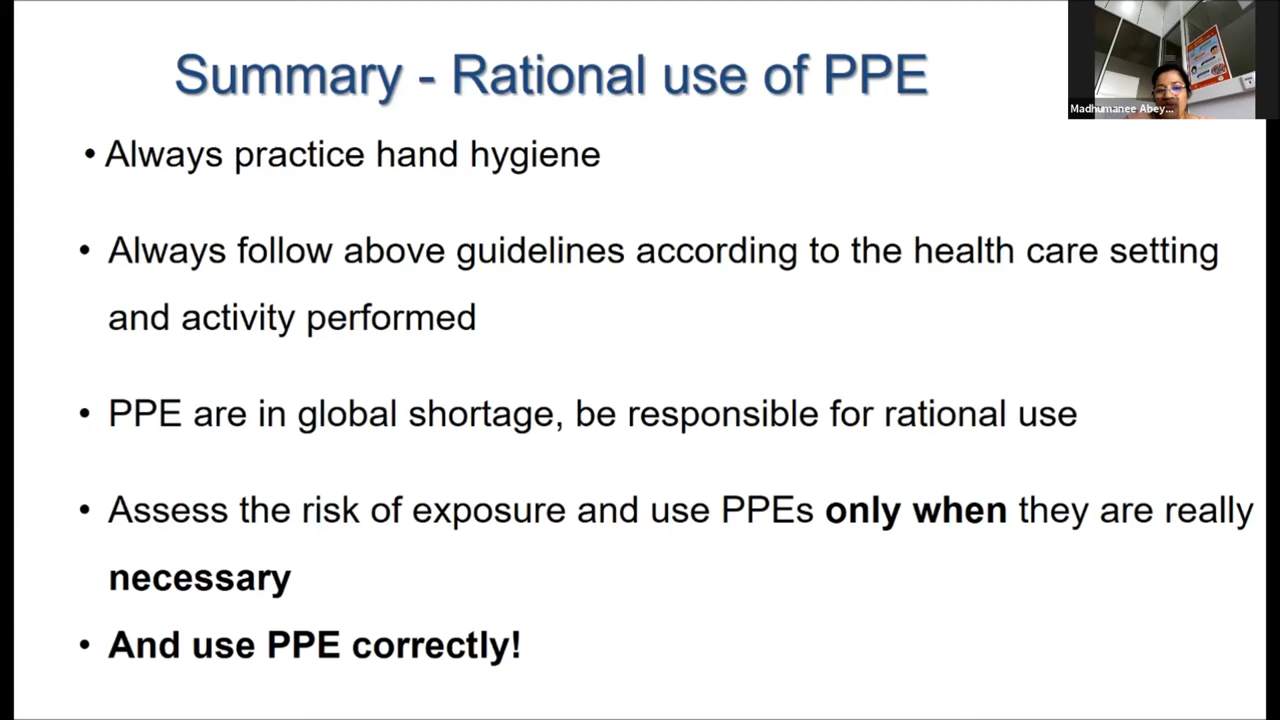 Summary - Rational use of PPE
Madhumanee Abey...
• Always practice hand hygiene
• Always follow above guidelines according to the health care setting
and activity performed
• PPE are in global shortage, be responsible for rational use
• Assess the risk of exposure and use PPEs only when they are really
necessary
• And use PPE correctly!